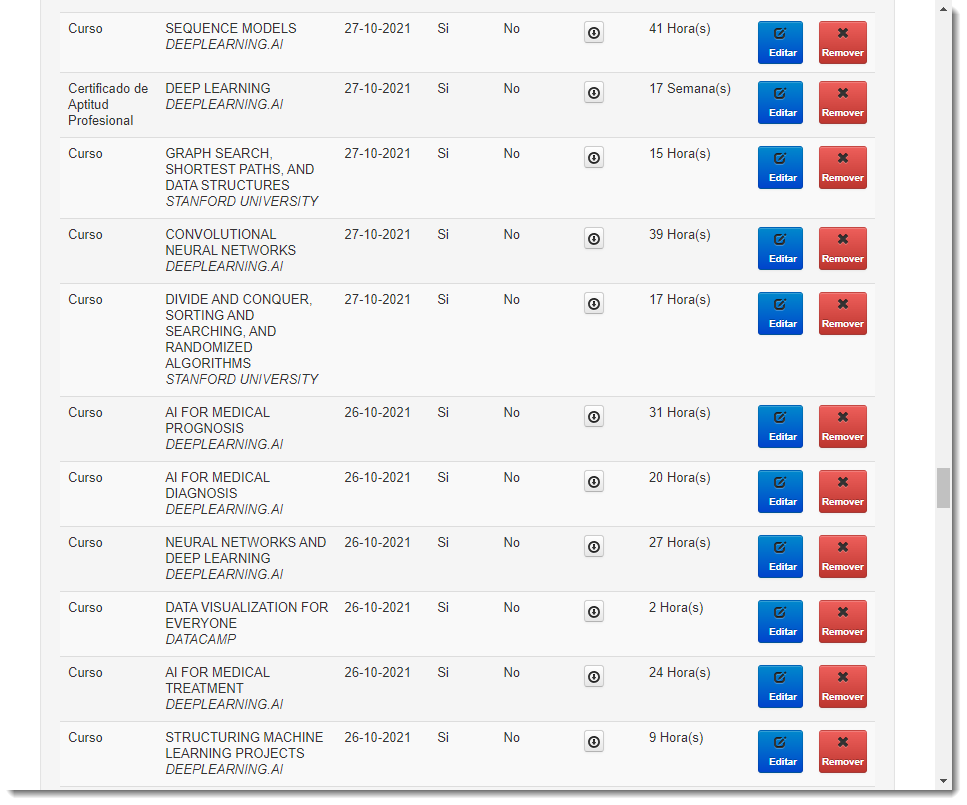 Curso SEQUENCE MODELS 27-10-2021 Si No 41 Hora(s)
DEEPLEARNING.AI
Editar Remover
Certificado de DEEP LEARNING 27-10-2021 Si No 17 Semana(s)
Aptitud DEEPLEARNING.AI
Profesional Editar Remover
Curso GRAPH SEARCH, 27-10-2021 Si No 15 Hora(s)
SHORTEST PATHS, AND
DATA STRUCTURES Editar Remover
STANFORD UNIVERSITY
Curso CONVOLUTIONAL 27-10-2021 Si No 39 Hora(s)
NEURAL NETWORKS
DEEPLEARNING.AI Editar Remover
Curso DIVIDE AND CONQUER, 27-10-2021 Si No 17 Hora(s)
SORTING AND
SEARCHING, AND Editar Remover
RANDOMIZED
ALGORITHMS
STANFORD UNIVERSITY
Curso AI FOR MEDICAL 26-10-2021 Si No 31 Hora(s)
PROGNOSIS
DEEPLEARNING.AI Editar Remover
Curso AI FOR MEDICAL 26-10-2021 Si No 20 Hora(s)
DIAGNOSIS
DEEPLEARNING.AI Editar Remover
Curso NEURAL NETWORKS AND 26-10-2021 Si No 27 Hora(s)
DEEP LEARNING
DEEPLEARNING.AI Editar Remover
Curso DATA VISUALIZATION FOR 26-10-2021 Si No 2 Hora(s)
EVERYONE
DATACAMP Editar Remover
Curso AI FOR MEDICAL 26-10-2021 Si No 24 Hora(s)
TREATMENT
DEEPLEARNING.AI Editar Remover
Curso STRUCTURING MACHINE 26-10-2021 Si No 9 Hora(s)
LEARNING PROJECTS
DEEPLEARNING.AI Editar Remover